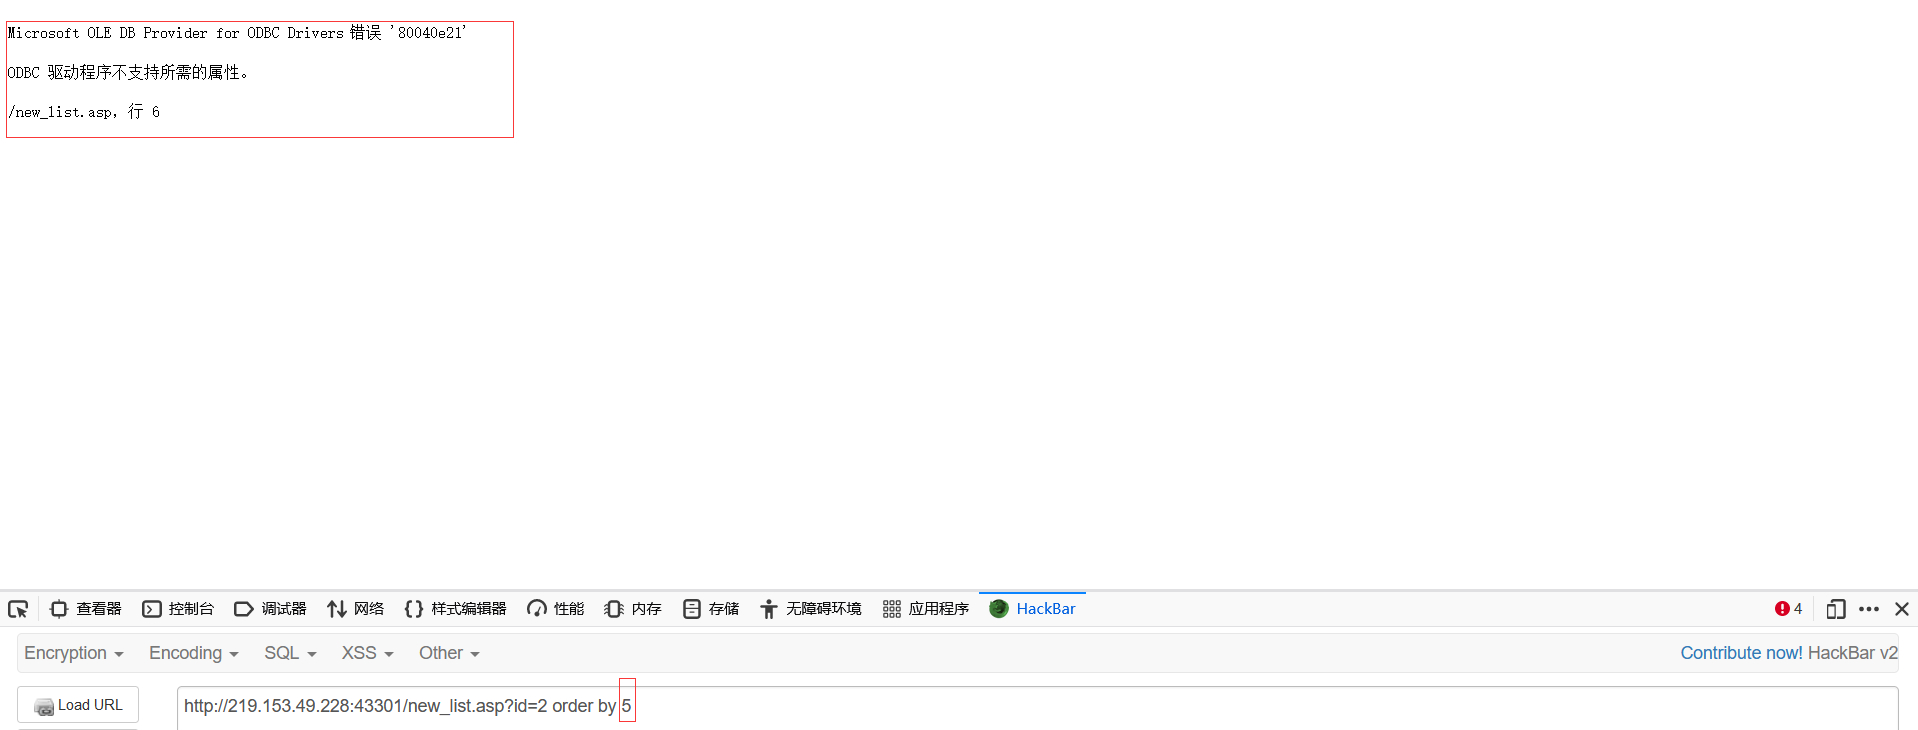 Microsoft OLE DB Provider for ODBC Drivers 错误 '80040e21'
ODBC 驱动程序不支持所需的属性。
/new_list.asp，行 6
查看器 控制台 调试器 网络 样式编辑器 性能 内存 存储 无障碍环境 应用程序 HackBar 4
Encryption Encoding SQL XSS Other Contribute now! HackBar v2
Load URL http://219.153.49.228:43301/new_list.asp?id=2 order by 5